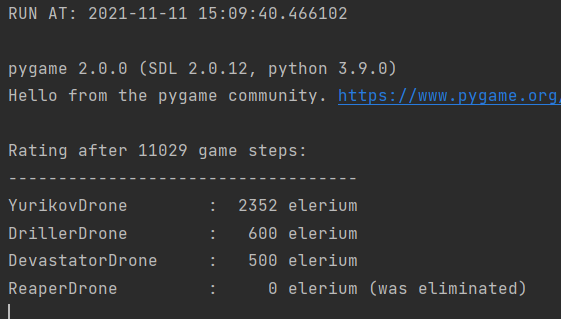 RUN AT: 2021-11-11 15:09:40.466102
pygame 2.0.0 (SDL 2.0.12, python 3.9.0)
Hello from the pygame community. https://www.pygame.org/
Rating after 11029 game steps:
-----------------------------------
YurikovDrone        :  2352 elerium
DrillerDrone        :   600 elerium
DevastatorDrone     :   500 elerium
ReaperDrone         :     0 elerium (was eliminated)